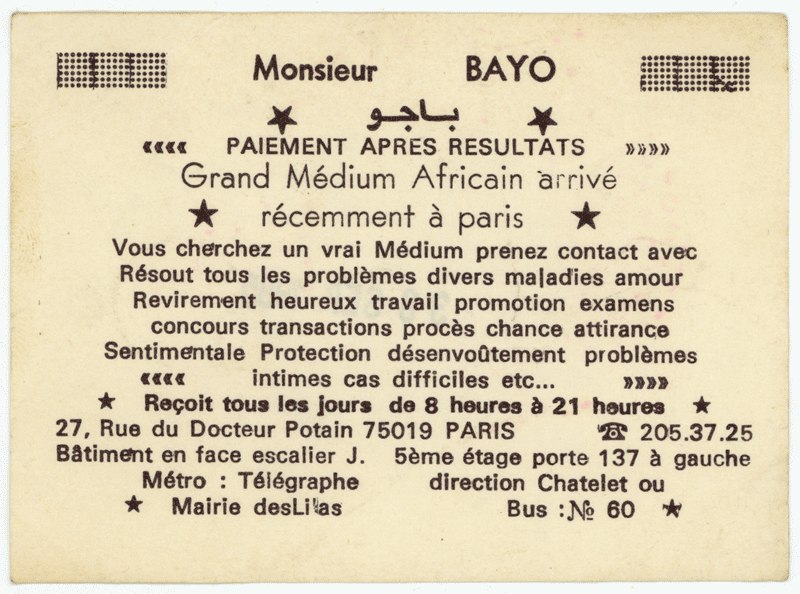 Monsieur BAYO
باجو
««« PAIEMENT APRES RESULTATS »»»»
Grand Médium Africain arrivé
★ récemment à paris ★
Vous cherchez un vrai Médium prenez contact avec
Résout tous les problèmes divers maladies amour
Revirement heureux travail promotion examens
concours transactions procès chance attirance
Sentimentale Protection désenvoûtement problèmes
«««« intimes cas difficiles etc... »»»»
★ Reçoit tous les jours de 8 heures à 21 heures ★
27, Rue du Docteur Potain 75019 PARIS ☎ 205.37.25
Bâtiment en face escalier J. 5ème étage porte 137 à gauche
Métro : Télégraphe direction Chatelet ou
★ Mairie desLilas Bus : № 60 ★